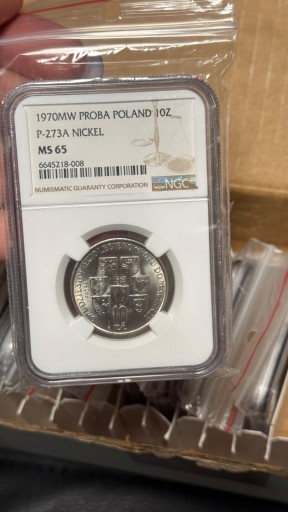 1970MW PROBA POLAND 10Z
P-273A NICKEL
MS 65
6645218-008
NUMISMATIC GUARANTY CORPORATION
NGC